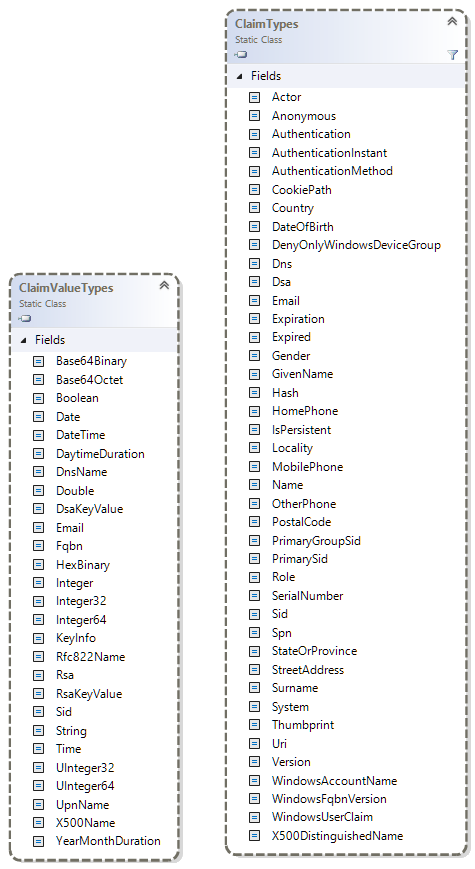 ClaimTypes
Static Class
Fields
Actor
Anonymous
Authentication
AuthenticationInstant
AuthenticationMethod
CookiePath
Country
DateOfBirth
DenyOnlyWindowsDeviceGroup
Dns
Dsa
Email
Expiration
Expired
Gender
GivenName
Hash
HomePhone
IsPersistent
Locality
MobilePhone
Name
OtherPhone
PostalCode
PrimaryGroupSid
PrimarySid
Role
SerialNumber
Sid
Spn
StateOrProvince
StreetAddress
Surname
System
Thumbprint
Uri
Version
WindowsAccountName
WindowsFqbnVersion
WindowsUserClaim
X500DistinguishedName
ClaimValueTypes
Static Class
Fields
Base64Binary
Base64Octet
Boolean
Date
DateTime
DaytimeDuration
DnsName
Double
DsaKeyValue
Email
Fqbn
HexBinary
Integer
Integer32
Integer64
KeyInfo
Rfc822Name
Rsa
RsaKeyValue
Sid
String
Time
UInteger32
UInteger64
UpnName
X500Name
YearMonthDuration